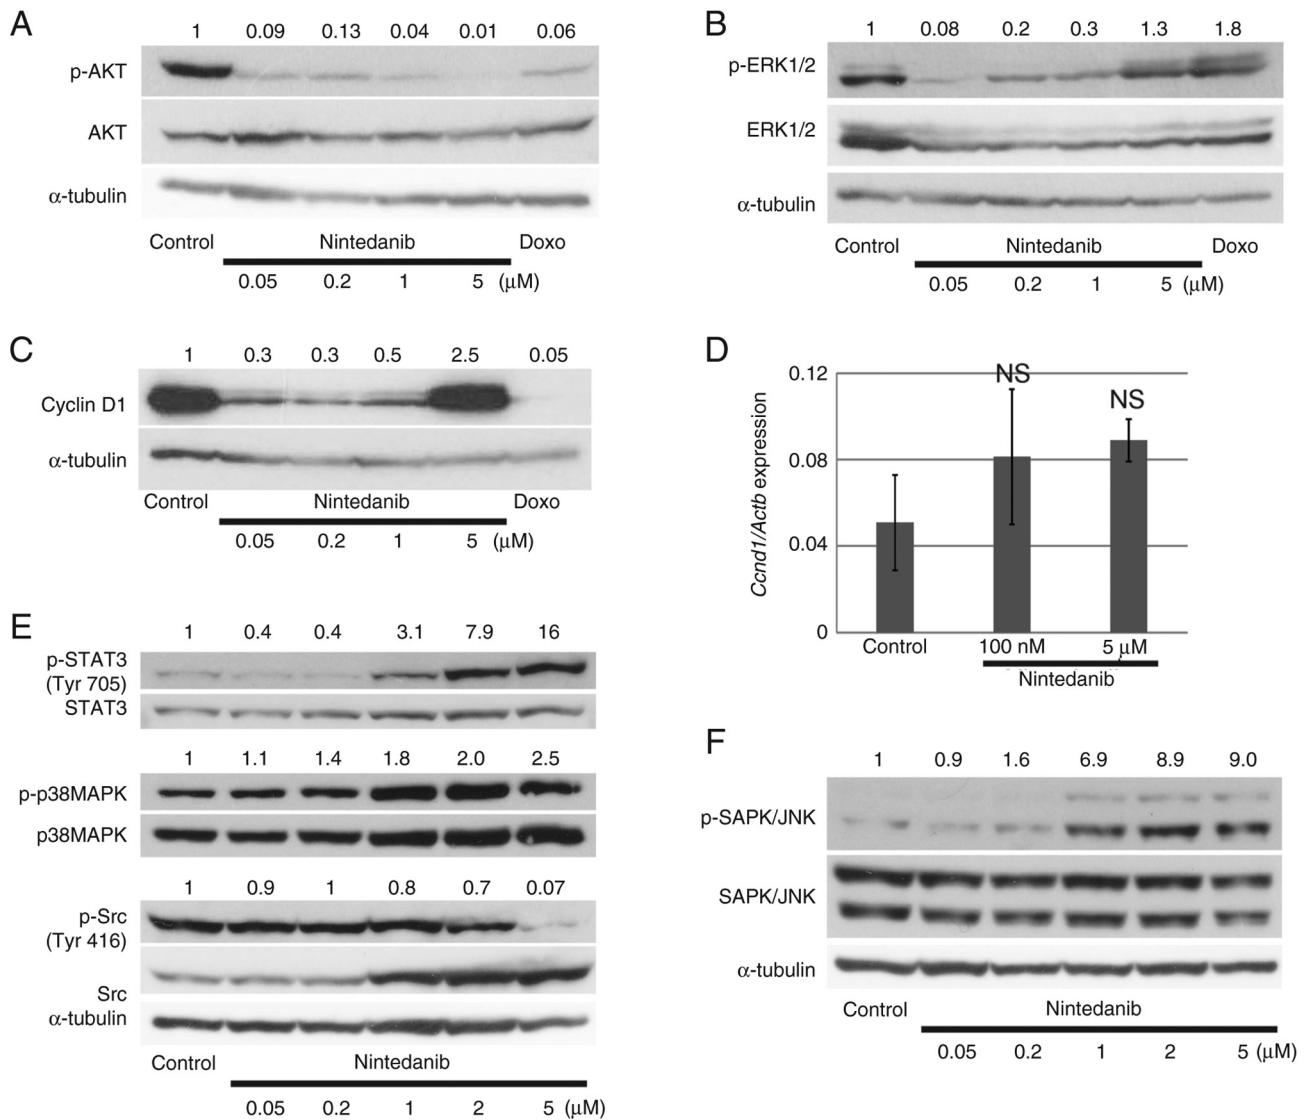 A
1 0.09 0.13 0.04 0.01 0.06
p-AKT
AKT
α-tubulin
Control Nintedanib Doxo
0.05 0.2 1 5 (μM)
B
1 0.08 0.2 0.3 1.3 1.8
p-ERK1/2
ERK1/2
α-tubulin
Control Nintedanib Doxo
0.05 0.2 1 5 (μM)
C
1 0.3 0.3 0.5 2.5 0.05
Cyclin D1
α-tubulin
Control Nintedanib Doxo
0.05 0.2 1 5 (μM)
D
Ccnd1/Actb expression
0.12
0.08
0.04
0
NS
NS
Control 100 nM 5 μM
Nintedanib
E
1 0.4 0.4 3.1 7.9 16
p-STAT3
(Tyr 705)
STAT3
1 1.1 1.4 1.8 2.0 2.5
p-p38MAPK
p38MAPK
1 0.9 1 0.8 0.7 0.07
p-Src
(Tyr 416)
Src
α-tubulin
Control Nintedanib
0.05 0.2 1 2 5 (μM)
F
1 0.9 1.6 6.9 8.9 9.0
p-SAPK/JNK
SAPK/JNK
α-tubulin
Control Nintedanib
0.05 0.2 1 2 5 (μM)